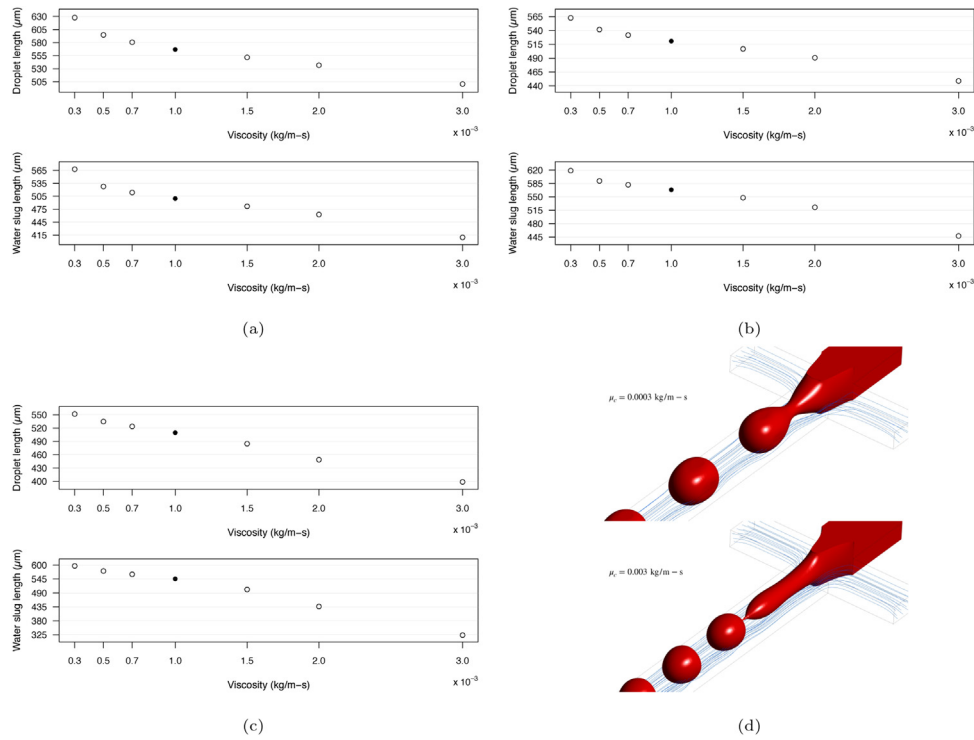 Droplet length (μm)
630
605
580
555
530
505
0.3 0.5 0.7 1.0 1.5 2.0 3.0
x 10⁻³
Viscosity (kg/m−s)
Water slug length (μm)
565
535
505
475
445
415
0.3 0.5 0.7 1.0 1.5 2.0 3.0
x 10⁻³
Viscosity (kg/m−s)
(a)
Droplet length (μm)
565
540
515
490
465
440
0.3 0.5 0.7 1.0 1.5 2.0 3.0
x 10⁻³
Viscosity (kg/m−s)
Water slug length (μm)
620
585
550
515
480
445
0.3 0.5 0.7 1.0 1.5 2.0 3.0
x 10⁻³
Viscosity (kg/m−s)
(b)
Droplet length (μm)
550
520
490
460
430
400
0.3 0.5 0.7 1.0 1.5 2.0 3.0
x 10⁻³
Viscosity (kg/m−s)
Water slug length (μm)
600
545
490
435
380
325
0.3 0.5 0.7 1.0 1.5 2.0 3.0
x 10⁻³
Viscosity (kg/m−s)
(c)
μ_c = 0.0003 kg/m − s
μ_c = 0.003 kg/m − s
(d)